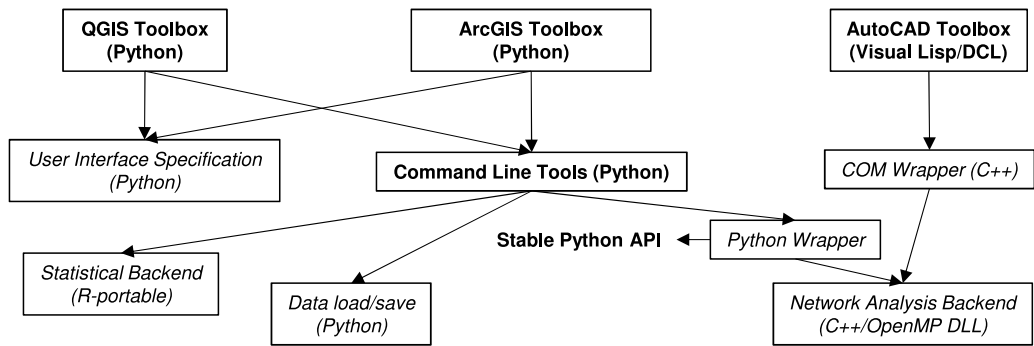 QGIS Toolbox
(Python)
ArcGIS Toolbox
(Python)
AutoCAD Toolbox
(Visual Lisp/DCL)
User Interface Specification
(Python)
Command Line Tools (Python)
COM Wrapper (C++)
Stable Python API
Python Wrapper
Statistical Backend
(R-portable)
Data load/save
(Python)
Network Analysis Backend
(C++/OpenMP DLL)